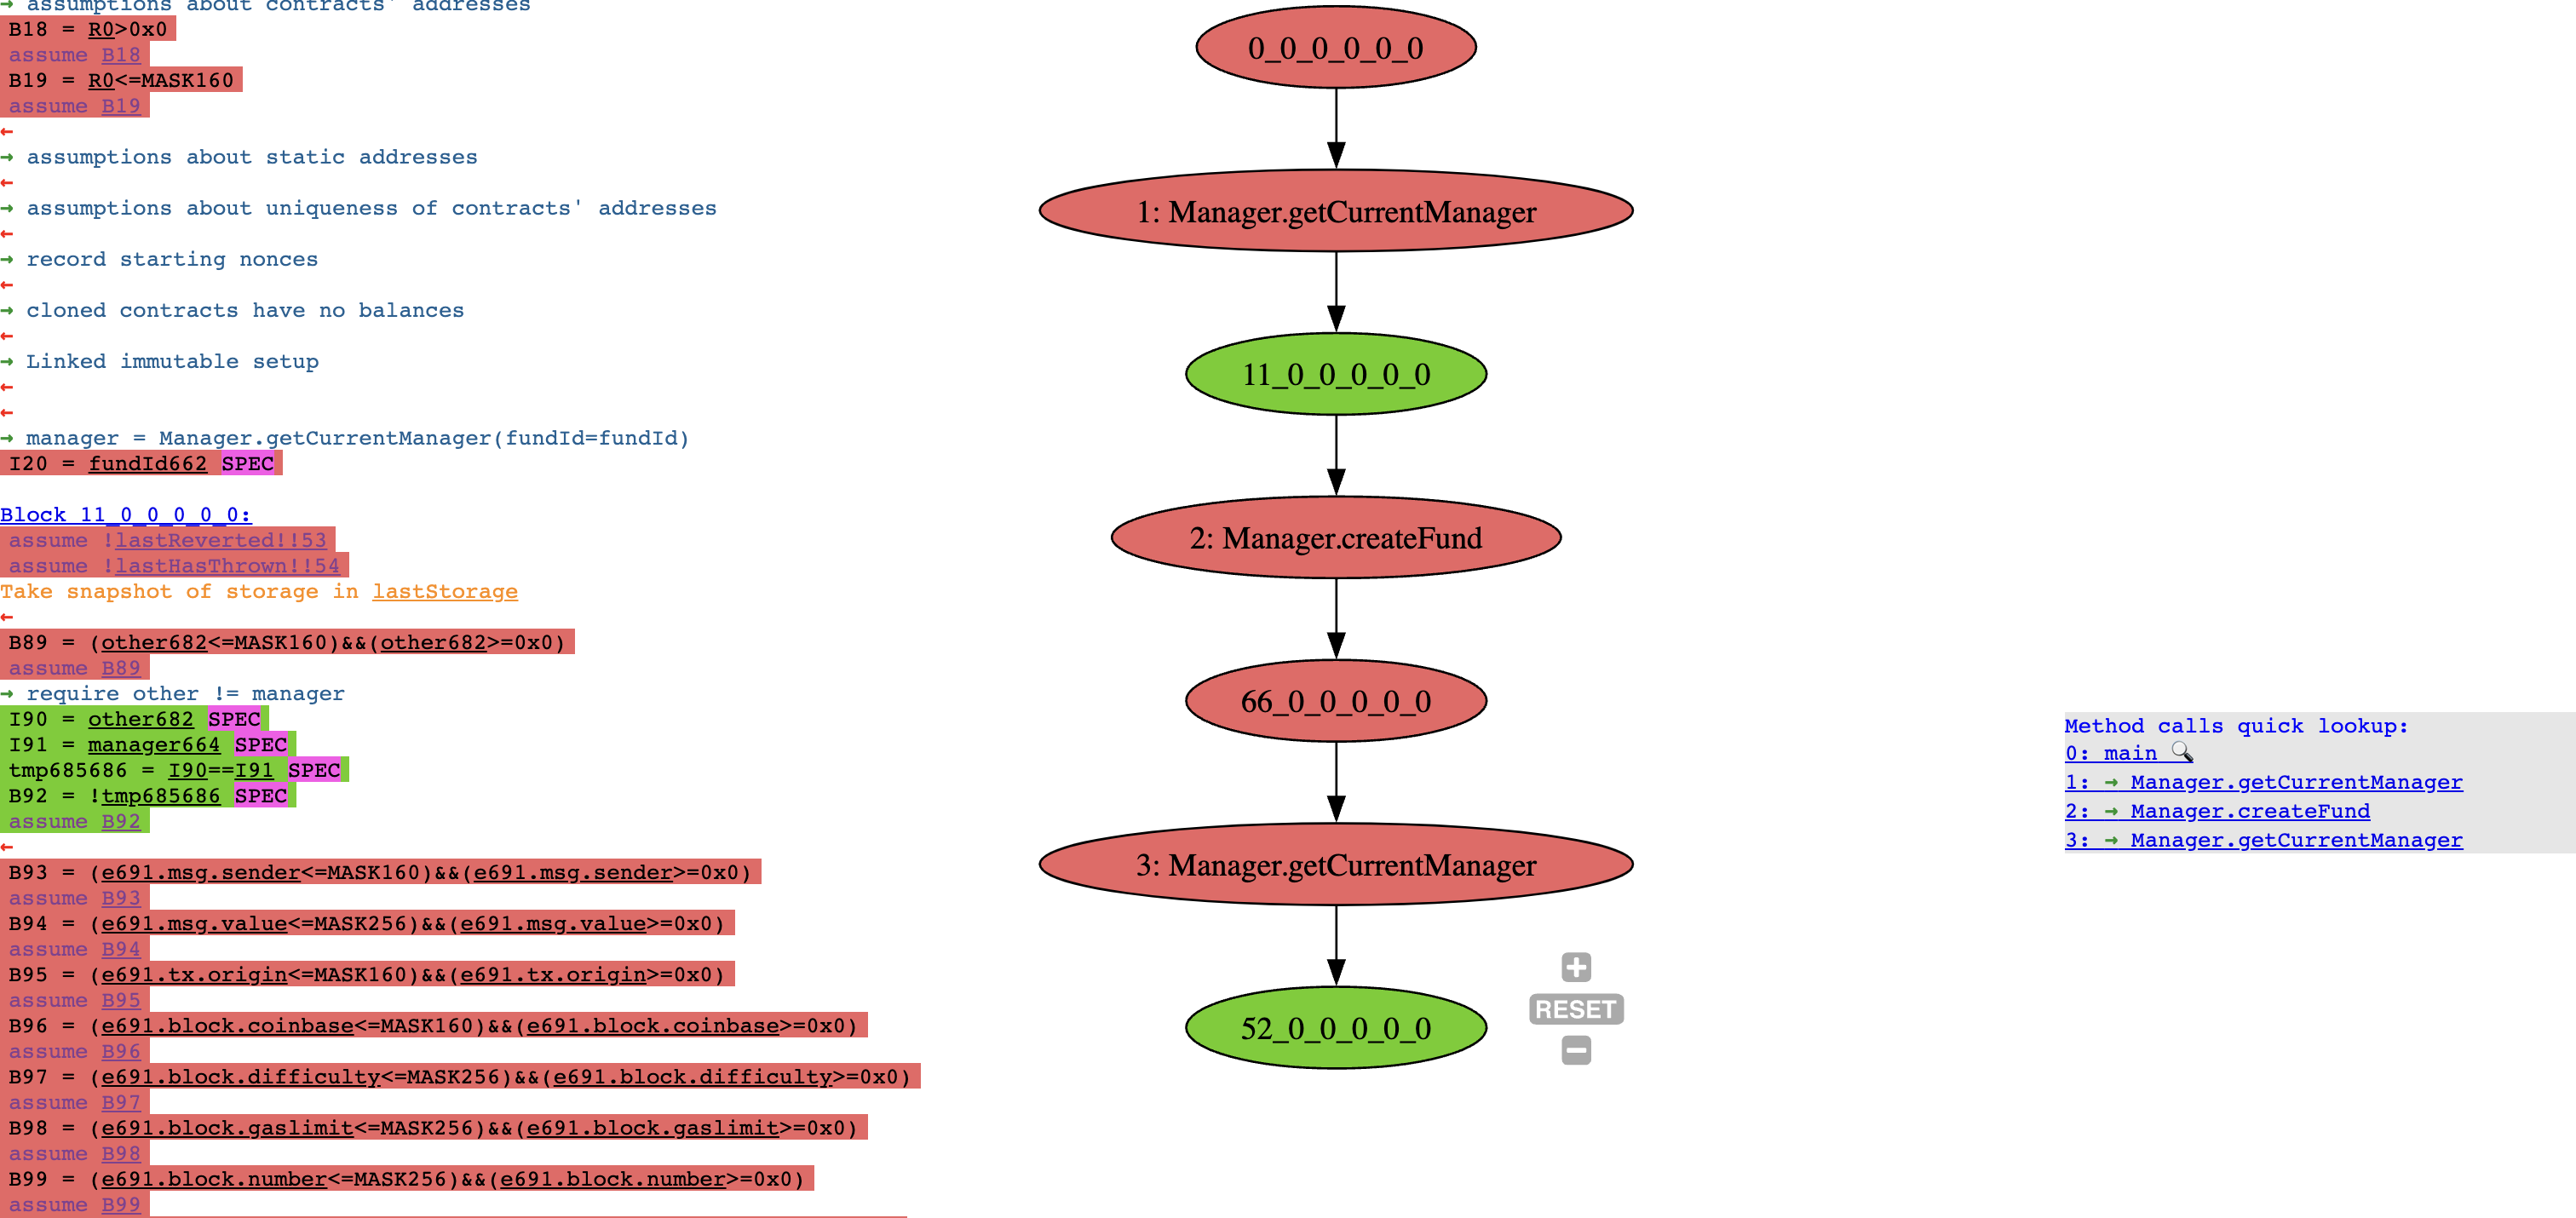 → assumptions about contracts' addresses
B18 = R0>0x0
assume B18
B19 = R0<=MASK160
assume B19
←
→ assumptions about static addresses
←
→ assumptions about uniqueness of contracts' addresses
←
→ record starting nonces
←
→ cloned contracts have no balances
←
→ Linked immutable setup
←
←
→ manager = Manager.getCurrentManager(fundId=fundId)
I20 = fundId662 SPEC
Block 11_0_0_0_0_0:
assume !lastReverted!!53
assume !lastHasThrown!!54
Take snapshot of storage in lastStorage
←
B89 = (other682<=MASK160)&&(other682>=0x0)
assume B89
→ require other != manager
I90 = other682 SPEC
I91 = manager664 SPEC
tmp685686 = I90==I91 SPEC
B92 = !tmp685686 SPEC
assume B92
←
B93 = (e691.msg.sender<=MASK160)&&(e691.msg.sender>=0x0)
assume B93
B94 = (e691.msg.value<=MASK256)&&(e691.msg.value>=0x0)
assume B94
B95 = (e691.tx.origin<=MASK160)&&(e691.tx.origin>=0x0)
assume B95
B96 = (e691.block.coinbase<=MASK160)&&(e691.block.coinbase>=0x0)
assume B96
B97 = (e691.block.difficulty<=MASK256)&&(e691.block.difficulty>=0x0)
assume B97
B98 = (e691.block.gaslimit<=MASK256)&&(e691.block.gaslimit>=0x0)
assume B98
B99 = (e691.block.number<=MASK256)&&(e691.block.number>=0x0)
assume B99
0_0_0_0_0_0
1: Manager.getCurrentManager
11_0_0_0_0_0
2: Manager.createFund
66_0_0_0_0_0
3: Manager.getCurrentManager
52_0_0_0_0_0
+
RESET
−
Method calls quick lookup:
0: main 🔍
1: → Manager.getCurrentManager
2: → Manager.createFund
3: → Manager.getCurrentManager